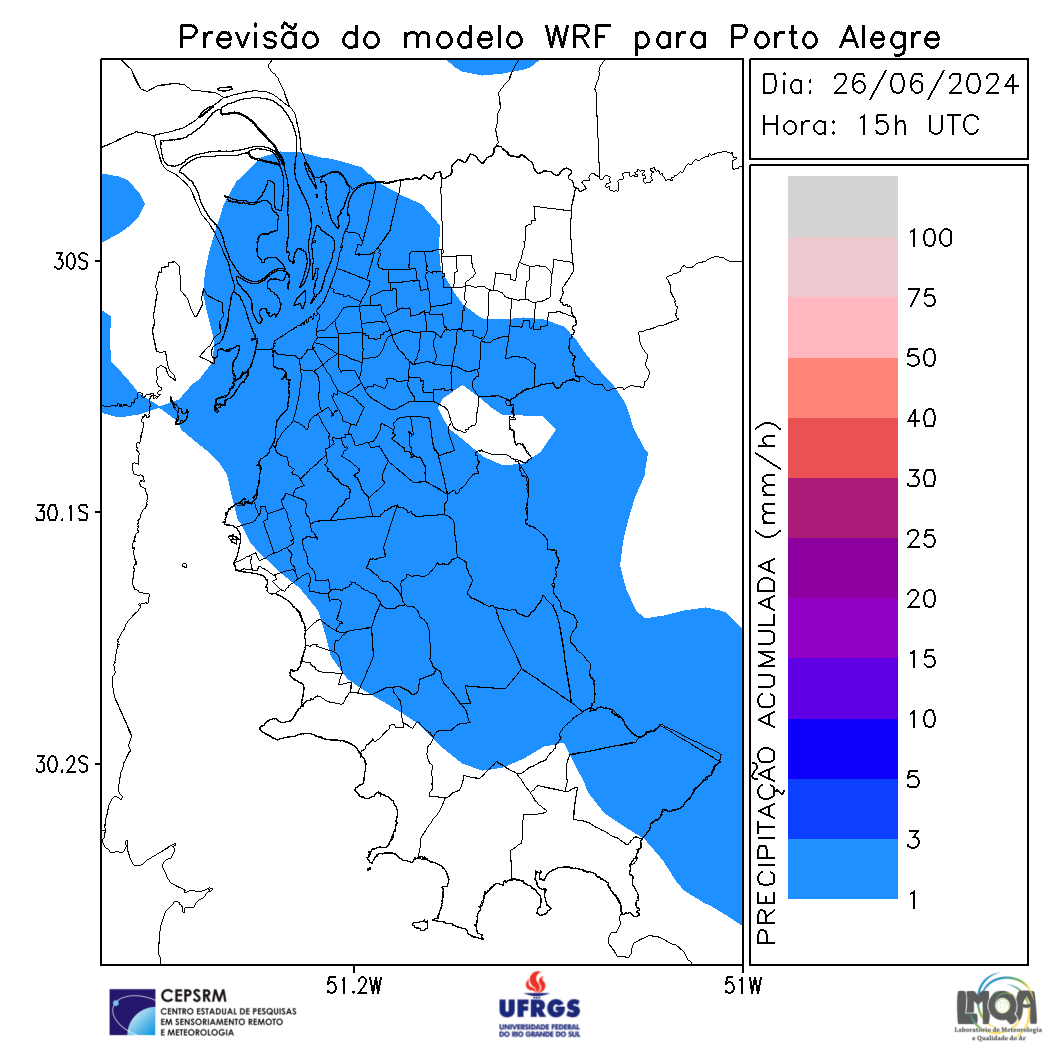 Previsão do modelo WRF para Porto Alegre
Dia: 26/06/2024
Hora: 15h UTC
30S
30.1S
30.2S
51.2W
51W
PRECIPITAÇÃO ACUMULADA (mm/h)
100
75
50
40
30
25
20
15
10
5
3
1
CEPSRM
CENTRO ESTADUAL DE PESQUISAS
EM SENSORIAMENTO REMOTO
E METEOROLOGIA
UFRGS
UNIVERSIDADE FEDERAL
DO RIO GRANDE DO SUL
LMQA
Laboratório de Meteorologia
e Qualidade do Ar